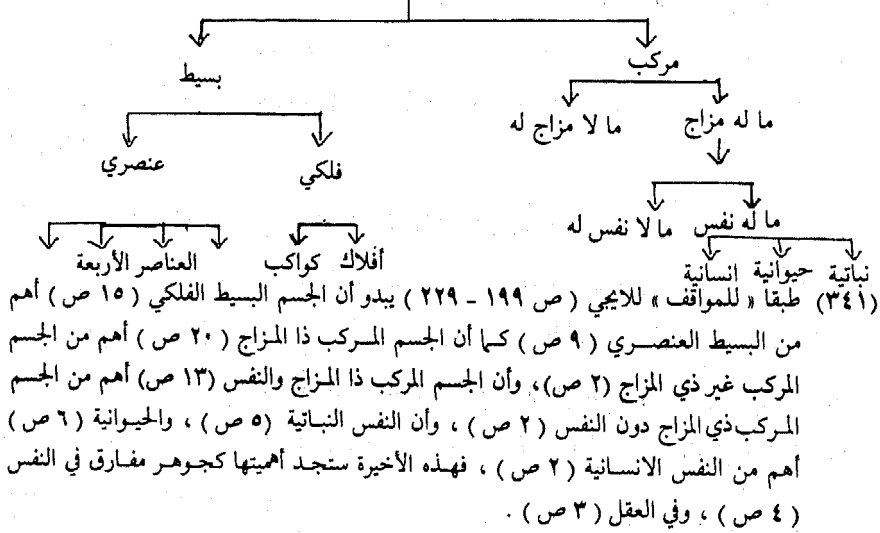 مركب
بسيط
ما له مزاج
ما لا مزاج له
فلكي
عنصري
ما له نفس
ما لا نفس له
أفلاك
كواكب
العناصر الأربعة
نباتية حيوانية انسانية
(٣٤١) طبقا « للمواقف » للايجي ( ص ١٩٩ - ٢٢٩ ) يبدو أن الجسم البسيط الفلكي ( ١٥ ص ) أهم
من البسيط العنصري ( ٩ ص ) كما أن الجسم المركب ذا المزاج ( ٢٠ ص ) أهم من الجسم
المركب غير ذي المزاج (٢ ص)، وأن الجسم المركب ذا المزاج والنفس (١٣ ص) أهم من الجسم
المركب ذي المزاج دون النفس ( ٢ ص ) ، وأن النفس النباتية (٥ ص ) ، والحيوانية ( ٦ ص )
أهم من النفس الانسانية ( ٢ ص ) ، فهذه الأخيرة ستجد أهميتها كجوهر مفارق في النفس
( ٤ ص ) ، وفي العقل ( ٣ ص ) .